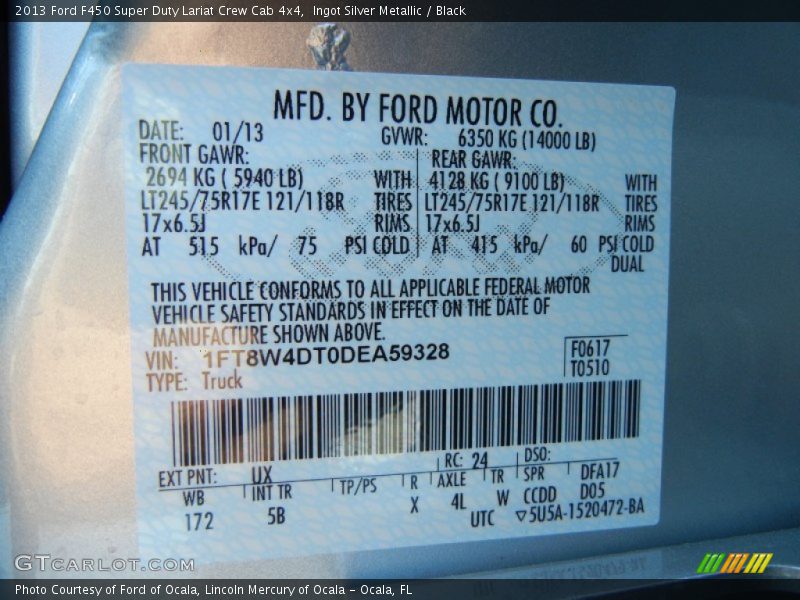 2013 Ford F450 Super Duty Lariat Crew Cab 4x4, Ingot Silver Metallic / Black
MFD. BY FORD MOTOR CO.
DATE: 01/13 GVWR: 6350 KG (14000 LB)
FRONT GAWR: REAR GAWR:
2694 KG ( 5940 LB) WITH 4128 KG ( 9100 LB) WITH
LT245/75R17E 121/118R TIRES LT245/75R17E 121/118R TIRES
17x6.5J RIMS 17x6.5J RIMS
AT 515 kPa/ 75 PSI COLD AT 415 kPa/ 60 PSI COLD
DUAL
THIS VEHICLE CONFORMS TO ALL APPLICABLE FEDERAL MOTOR
VEHICLE SAFETY STANDARDS IN EFFECT ON THE DATE OF
MANUFACTURE SHOWN ABOVE.
VIN: 1FT8W4DT0DEA59328 F0617
TYPE: Truck T0510
EXT PNT: UX RC: 24 DSO:
WB INT TR TP/PS R AXLE TR SPR DFA17
172 5B X 4L W CCDD D05
UTC ▽5U5A-1520472-BA
GTCARLOT.COM
Photo Courtesy of Ford of Ocala, Lincoln Mercury of Ocala – Ocala, FL